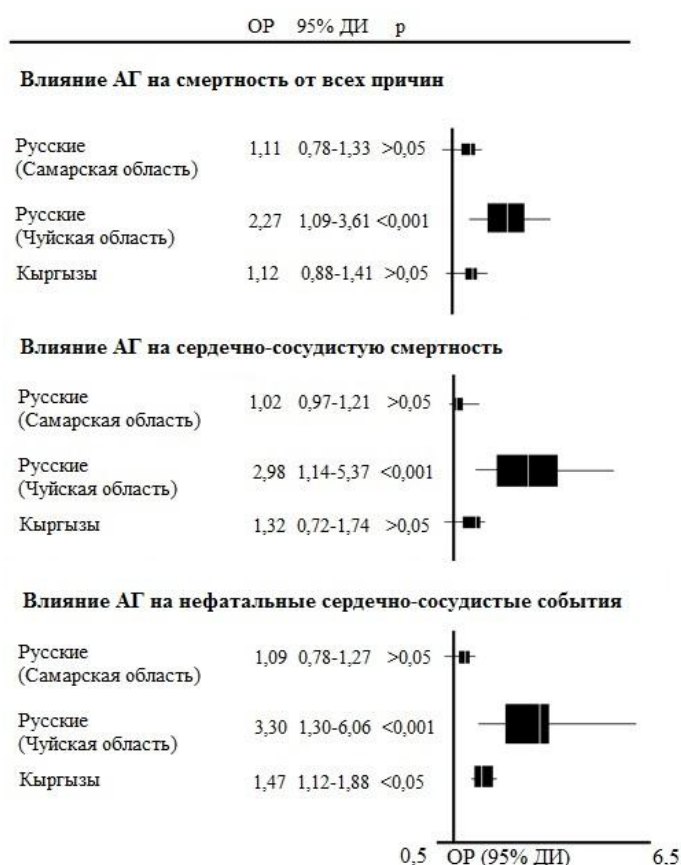 ОР 95% ДИ р
Влияние АГ на смертность от всех причин
Русские
(Самарская область)
1,11 0,78-1,33 >0,05
Русские
(Чуйская область)
2,27 1,09-3,61 <0,001
Кыргызы 1,12 0,88-1,41 >0,05
Влияние АГ на сердечно-сосудистую смертность
Русские
(Самарская область)
1,02 0,97-1,21 >0,05
Русские
(Чуйская область)
2,98 1,14-5,37 <0,001
Кыргызы 1,32 0,72-1,74 >0,05
Влияние АГ на нефатальные сердечно-сосудистые события
Русские
(Самарская область)
1,09 0,78-1,27 >0,05
Русские
(Чуйская область)
3,30 1,30-6,06 <0,001
Кыргызы 1,47 1,12-1,88 <0,05
0,5 ОР (95% ДИ) 6,5